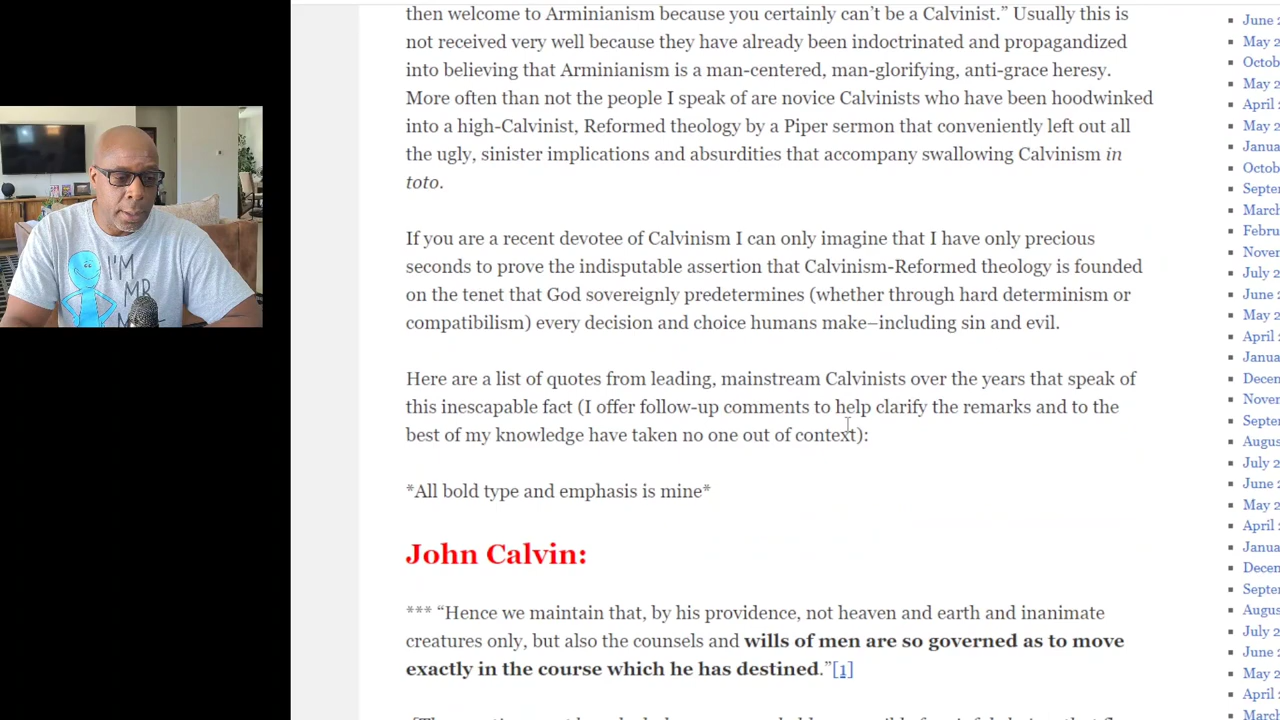 then welcome to Arminianism because you certainly can't be a Calvinist.” Usually this is
not received very well because they have already been indoctrinated and propagandized
into believing that Arminianism is a man-centered, man-glorifying, anti-grace heresy.
More often than not the people I speak of are novice Calvinists who have been hoodwinked
into a high-Calvinist, Reformed theology by a Piper sermon that conveniently left out all
the ugly, sinister implications and absurdities that accompany swallowing Calvinism in
toto.
If you are a recent devotee of Calvinism I can only imagine that I have only precious
seconds to prove the indisputable assertion that Calvinism-Reformed theology is founded
on the tenet that God sovereignly predetermines (whether through hard determinism or
compatibilism) every decision and choice humans make–including sin and evil.
Here are a list of quotes from leading, mainstream Calvinists over the years that speak of
this inescapable fact (I offer follow-up comments to help clarify the remarks and to the
best of my knowledge have taken no one out of context):
*All bold type and emphasis is mine*
John Calvin:
*** “Hence we maintain that, by his providence, not heaven and earth and inanimate
creatures only, but also the counsels and wills of men are so governed as to move
exactly in the course which he has destined.”[1]
I'M
MR
June
May 2
Octob
May 2
April
May 2
Janua
Octob
Septe
March
Febru
Nover
July 2
June
May 2
April
Janua
Decen
Nover
Septe
Augus
July 2
June
May 2
April
Janua
Decen
Septe
Augus
July 2
June
May 2
April
March